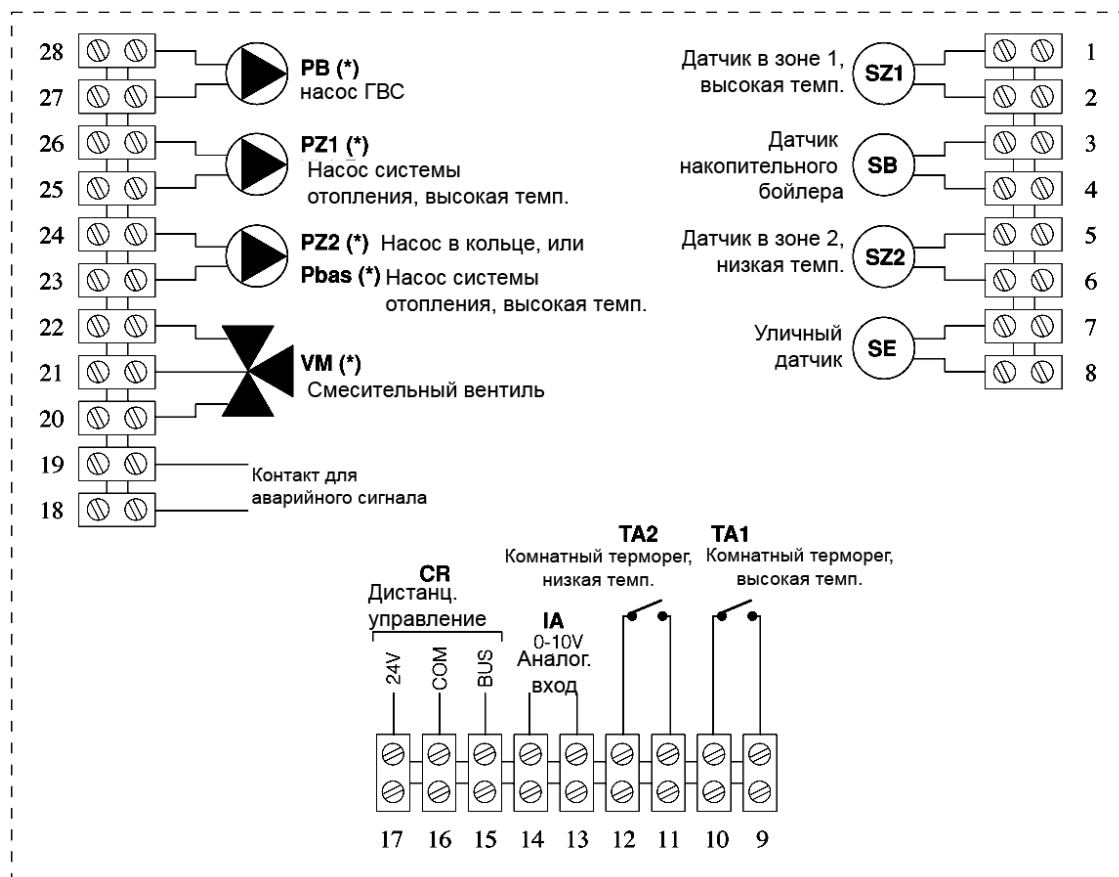 28
27
PB (*)
насос ГВС
26
25
PZ1 (*)
Насос системы
отопления, высокая темп.
24
23
PZ2 (*) Насос в кольце, или
Pbas (*) Насос системы
отопления, высокая темп.
22
21
20
VM (*)
Смесительный вентиль
19
18
Контакт для
аварийного сигнала
Датчик в зоне 1,
высокая темп.
SZ1
1
2
Датчик
накопительного
бойлера
SB
3
4
Датчик в зоне 2,
низкая темп.
SZ2
5
6
Уличный
датчик
SE
7
8
CR
Дистанц.
управление
24V
COM
BUS
IA
0-10V
Аналог.
вход
TA2
Комнатный терморег,
низкая темп.
TA1
Комнатный терморег,
высокая темп.
17 16 15 14 13 12 11 10 9